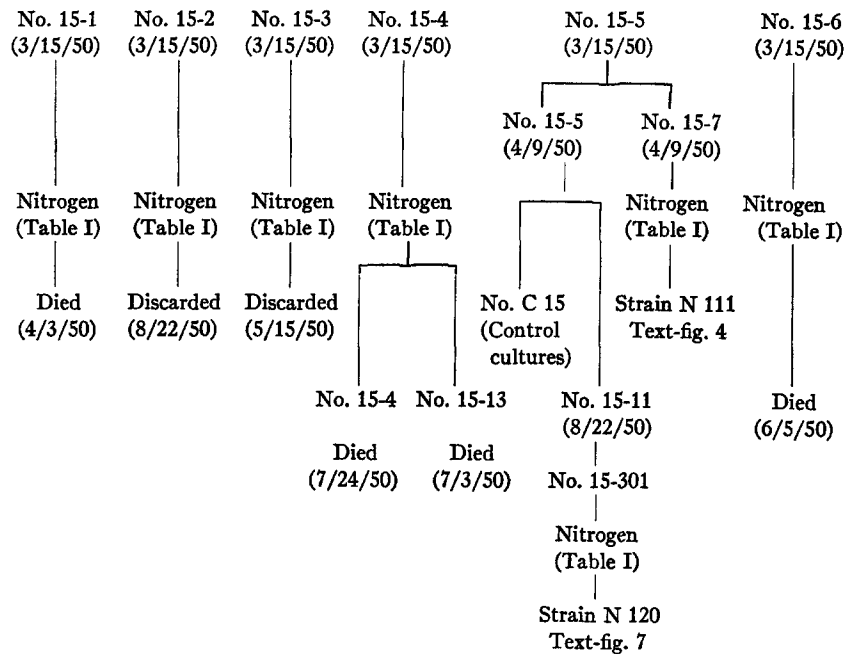 No. 15-1 No. 15-2 No. 15-3 No. 15-4 No. 15-5 No. 15-6
(3/15/50) (3/15/50) (3/15/50) (3/15/50) (3/15/50) (3/15/50)
No. 15-5 No. 15-7
(4/9/50) (4/9/50)
Nitrogen Nitrogen Nitrogen Nitrogen Nitrogen Nitrogen
(Table I) (Table I) (Table I) (Table I) (Table I) (Table I)
Died Discarded Discarded No. C 15 Strain N 111
(4/3/50) (8/22/50) (5/15/50) (Control Text-fig. 4
cultures)
No. 15-4 No. 15-13 No. 15-11 Died
(8/22/50) (6/5/50)
Died Died
(7/24/50) (7/3/50) No. 15-301
Nitrogen
(Table I)
Strain N 120
Text-fig. 7